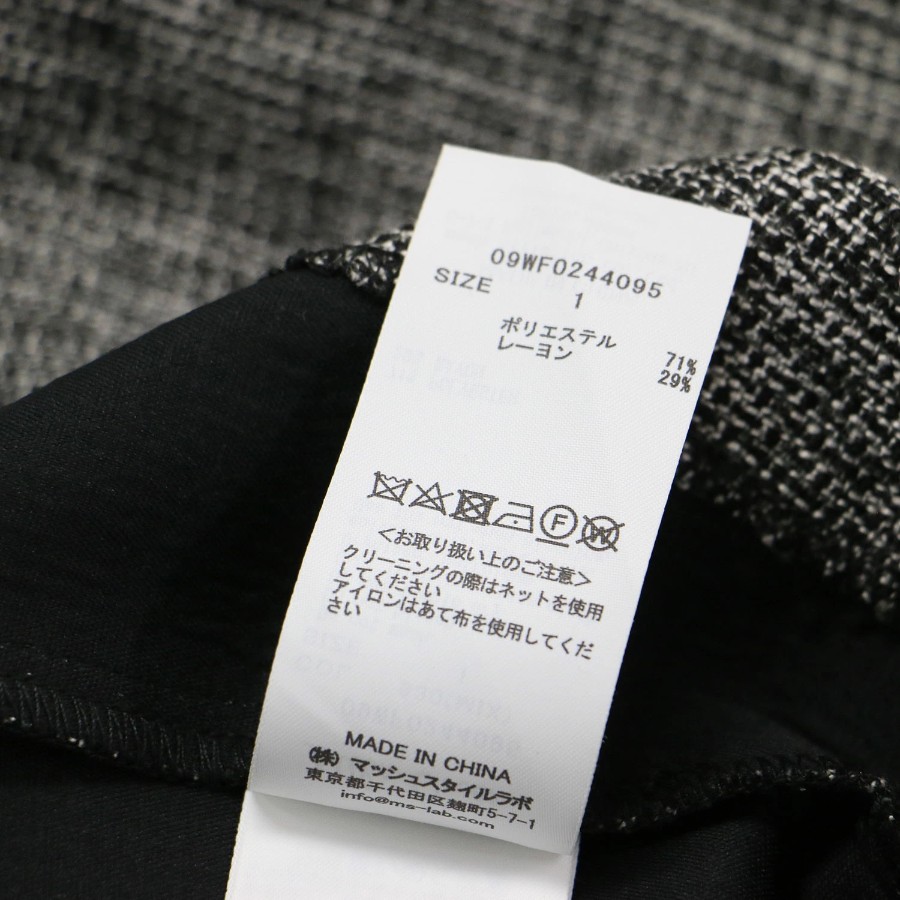 09WF0244095
SIZE 1
ポリエステル 71%
レーヨン 29%
F
W
<お取り扱い上のご注意>
クリーニングの際はネットを使用
してください
アイロンはあて布を使用してくだ
さい
MADE IN CHINA
㈱ マッシュスタイルラボ
東京都千代田区麹町5-7-1
info@ms-lab.com